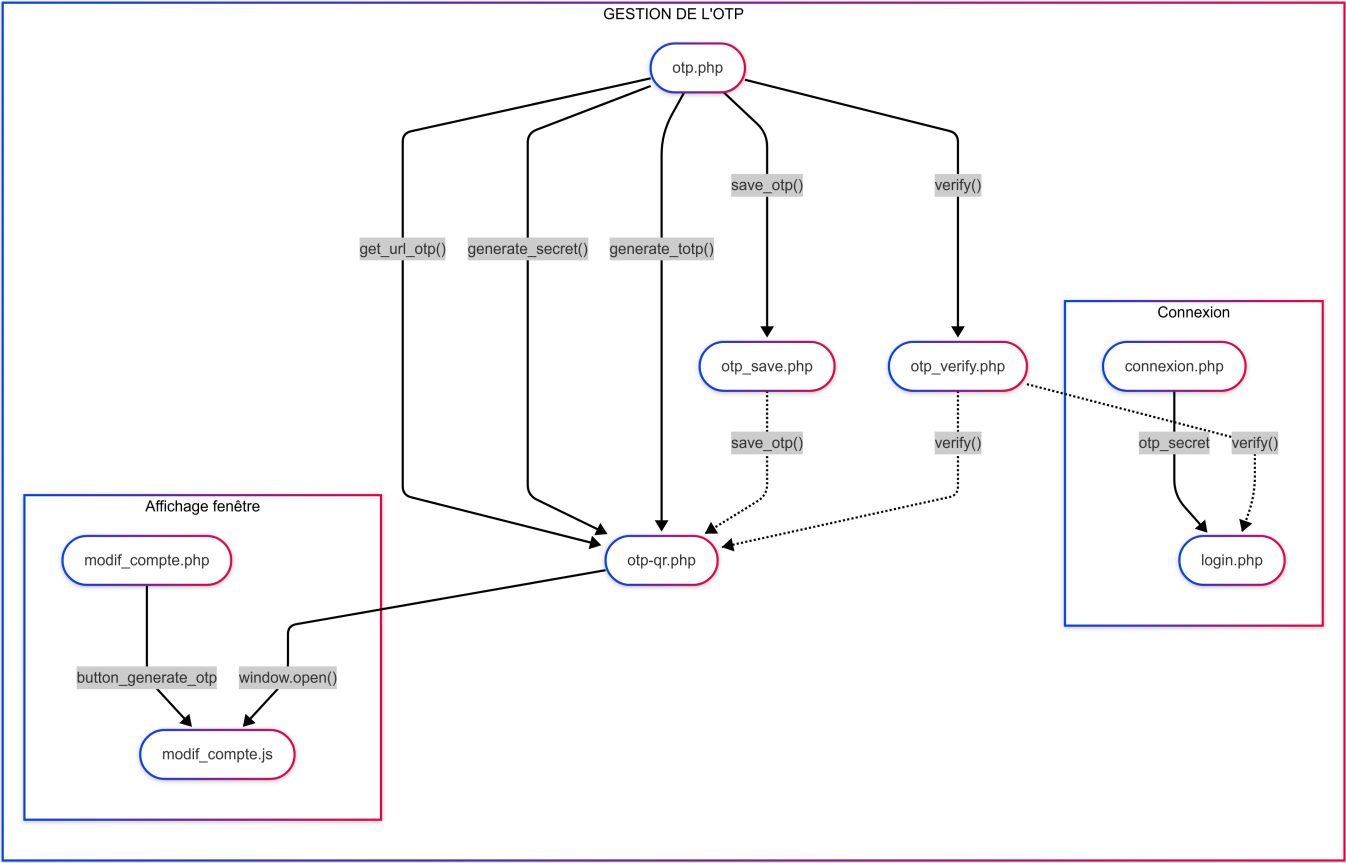 GESTION DE L'OTP
otp.php
save_otp()
verify()
get_url_otp()
generate_secret()
generate_totp()
Connexion
otp_save.php
otp_verify.php
connexion.php
save_otp()
verify()
otp_secret
verify()
Affichage fenêtre
modif_compte.php
otp-qr.php
login.php
button_generate_otp
window.open()
modif_compte.js